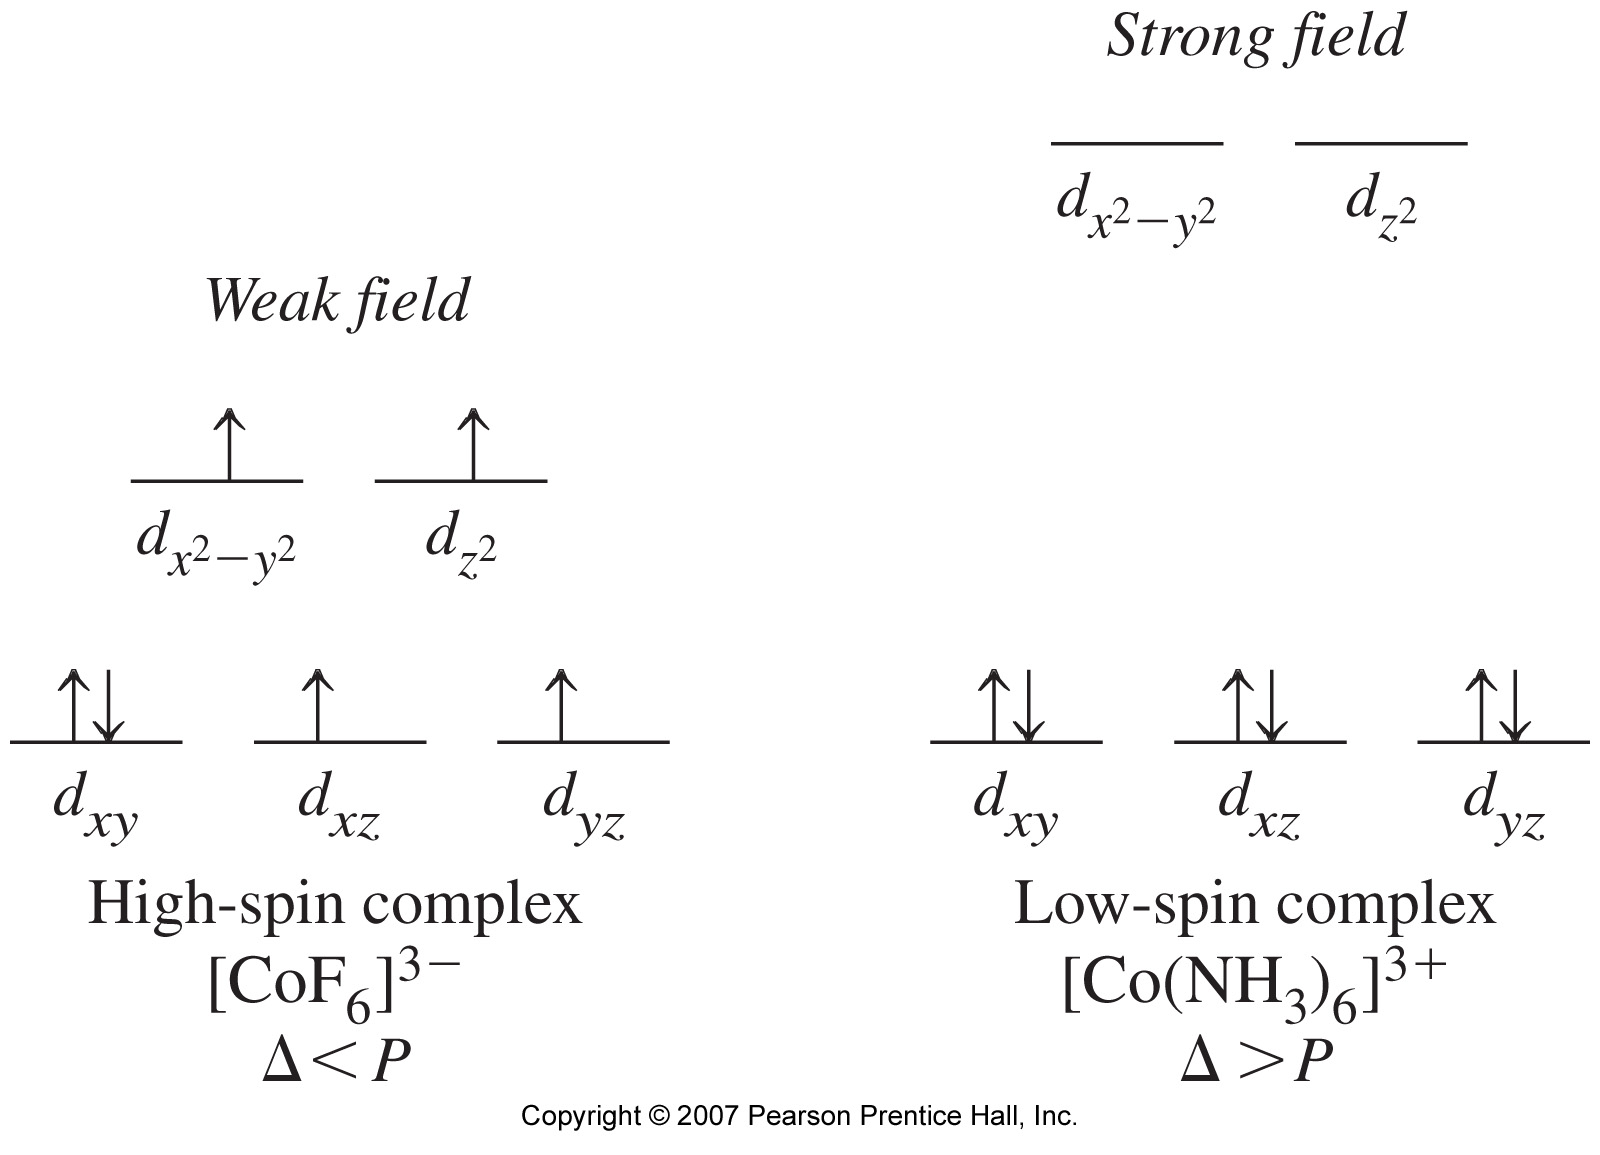 Strong field
dx²−y² dz²
Weak field
dx²−y² dz²
dxy dxz dyz dxy dxz dyz
High-spin complex Low-spin complex
[CoF₆]³⁻ [Co(NH₃)₆]³⁺
Δ < P Δ > P
Copyright © 2007 Pearson Prentice Hall, Inc.